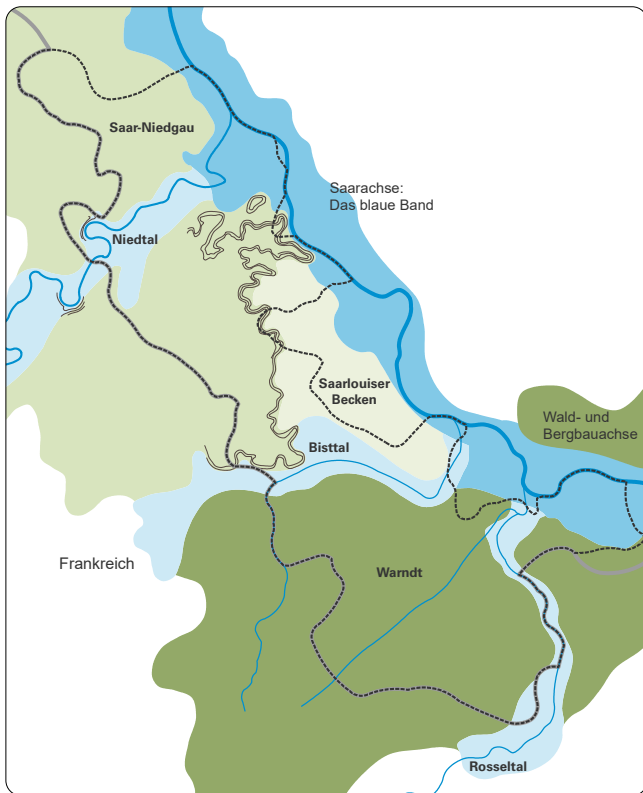 Saar-Niedgau
Saarachse:
Das blaue Band
Niedtal
Saarlouiser
Becken
Wald- und
Bergbauachse
Bisttal
Frankreich
Warndt
Rosseltal